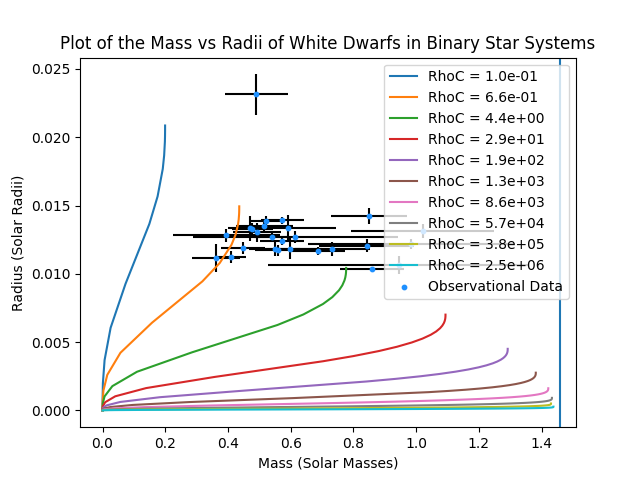 Plot of the Mass vs Radii of White Dwarfs in Binary Star Systems
Radius (Solar Radii)
0.025
0.020
0.015
0.010
0.005
0.000
RhoC = 1.0e-01
RhoC = 6.6e-01
RhoC = 4.4e+00
RhoC = 2.9e+01
RhoC = 1.9e+02
RhoC = 1.3e+03
RhoC = 8.6e+03
RhoC = 5.7e+04
RhoC = 3.8e+05
RhoC = 2.5e+06
Observational Data
0.0 0.2 0.4 0.6 0.8 1.0 1.2 1.4
Mass (Solar Masses)